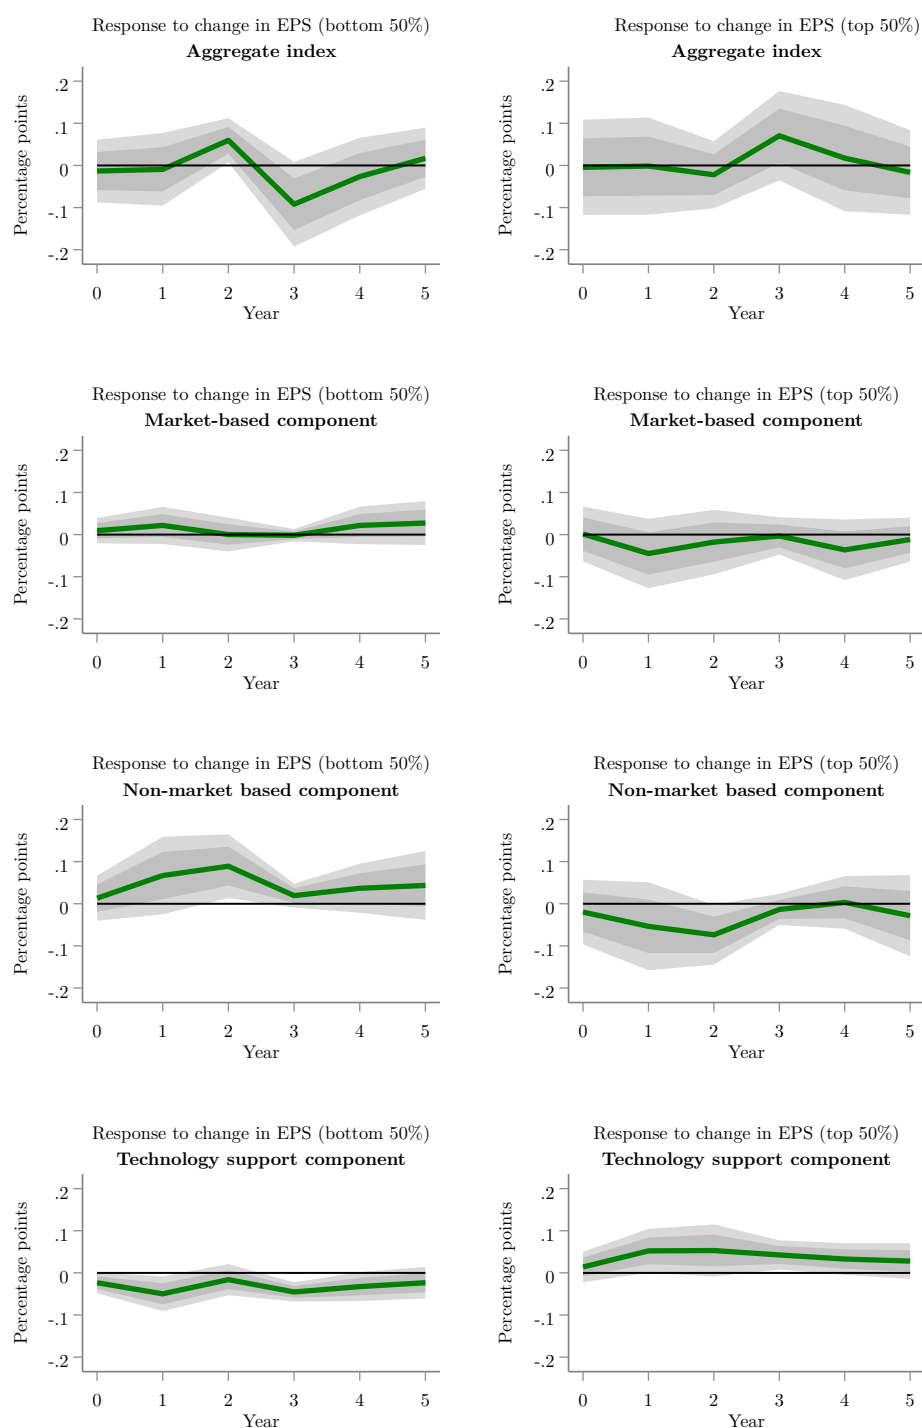 Response to change in EPS (bottom 50%)
Aggregate index
Percentage points
.2
.1
0
-.1
-.2
0 1 2 3 4 5
Year
Response to change in EPS (top 50%)
Aggregate index
Percentage points
.2
.1
0
-.1
-.2
0 1 2 3 4 5
Year
Response to change in EPS (bottom 50%)
Market-based component
Percentage points
.2
.1
0
-.1
-.2
0 1 2 3 4 5
Year
Response to change in EPS (top 50%)
Market-based component
Percentage points
.2
.1
0
-.1
-.2
0 1 2 3 4 5
Year
Response to change in EPS (bottom 50%)
Non-market based component
Percentage points
.2
.1
0
-.1
-.2
0 1 2 3 4 5
Year
Response to change in EPS (top 50%)
Non-market based component
Percentage points
.2
.1
0
-.1
-.2
0 1 2 3 4 5
Year
Response to change in EPS (bottom 50%)
Technology support component
Percentage points
.2
.1
0
-.1
-.2
0 1 2 3 4 5
Year
Response to change in EPS (top 50%)
Technology support component
Percentage points
.2
.1
0
-.1
-.2
0 1 2 3 4 5
Year